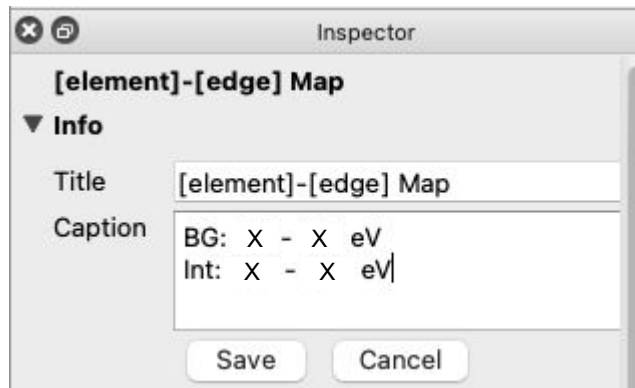 Inspector
[element]-[edge] Map
Info
Title [element]-[edge] Map
Caption BG: X - X eV
Int: X - X eV
Save Cancel